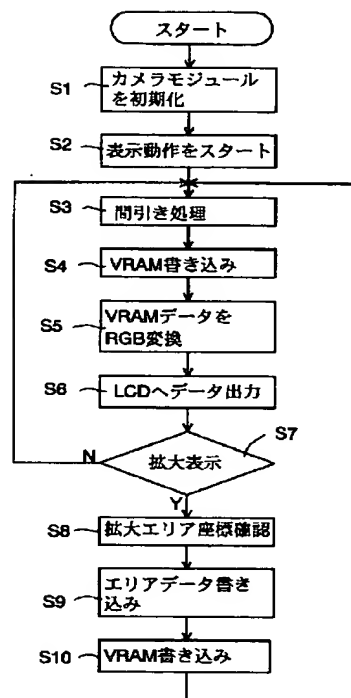 スタート
S1
カメラモジュール
を初期化
S2
表示動作をスタート
S3
間引き処理
S4
VRAM書き込み
S5
VRAMデータを
RGB変換
S6
LCDへデータ出力
S7
拡大表示
N
Y
S8
拡大エリア座標確認
S9
エリアデータ書き
込み
S10
VRAM書き込み